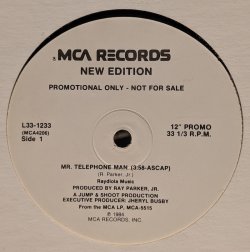 MCA RECORDS
NEW EDITION
PROMOTIONAL ONLY - NOT FOR SALE
L33-1233
(MCA4206)
Side 1
12" PROMO
33 1/3 R.P.M.
MR. TELEPHONE MAN (3:58-ASCAP)
(R. Parker, Jr.)
Raydiola Music
PRODUCED BY RAY PARKER, JR.
A JUMP & SHOOT PRODUCTION
EXECUTIVE PRODUCER: JHERYL BUSBY
From the MCA LP, MCA-5515
℗ 1984
MCA RECORDS, INC.